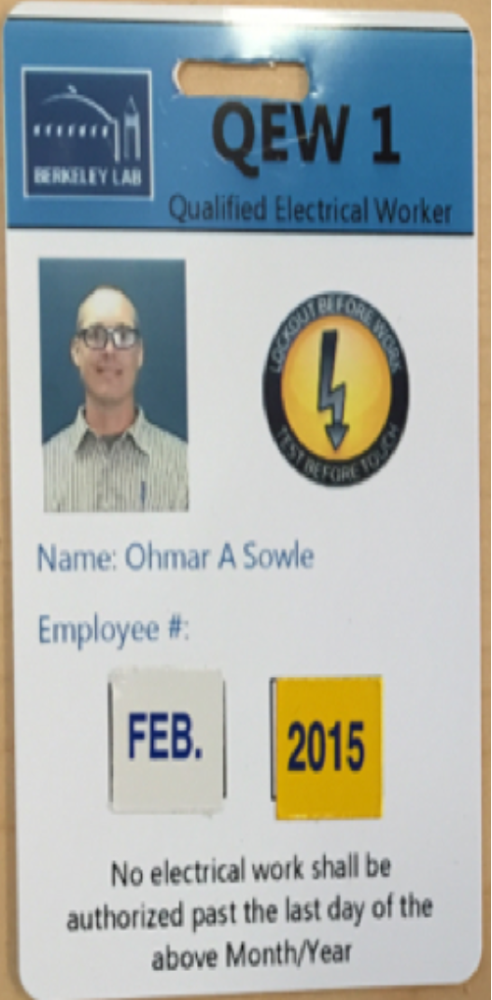 BERKELEY LAB
QEW 1
Qualified Electrical Worker
LOCKOUT BEFORE WORK
TEST BEFORE TOUCH
Name: Ohmar A Sowle
Employee #:
FEB.
2015
No electrical work shall be
authorized past the last day of the
above Month/Year